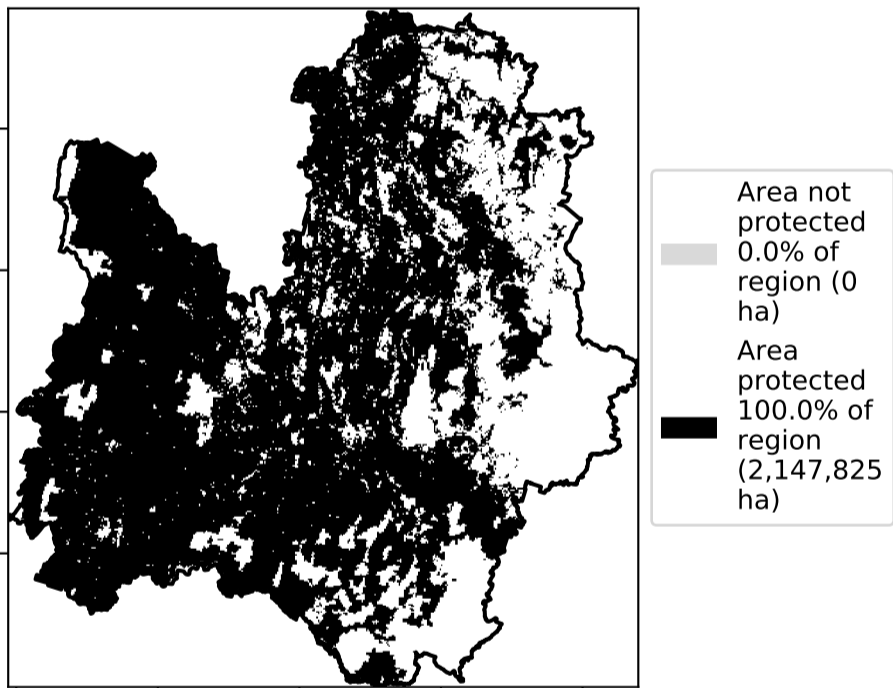 Area not
protected
0.0% of
region (0
ha)
Area
protected
100.0% of
region
(2,147,825
ha)